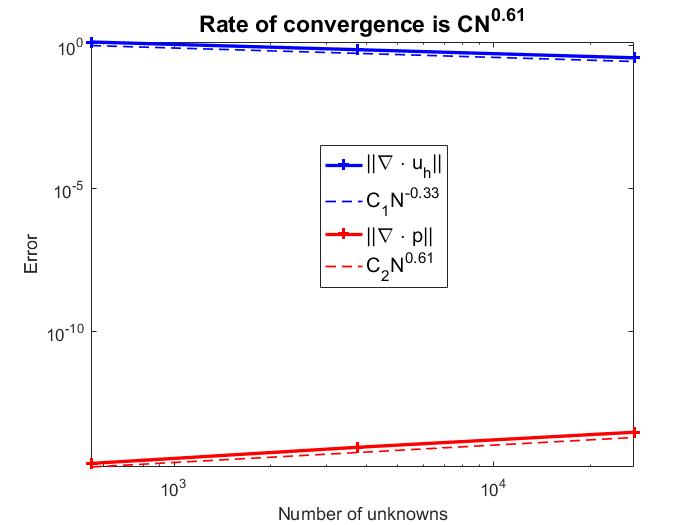 Rate of convergence is CN^0.61
10^0
10^-5
10^-10
Error
||∇ · u_h||
C_1N^-0.33
||∇ · p||
C_2N^0.61
10^3
10^4
Number of unknowns